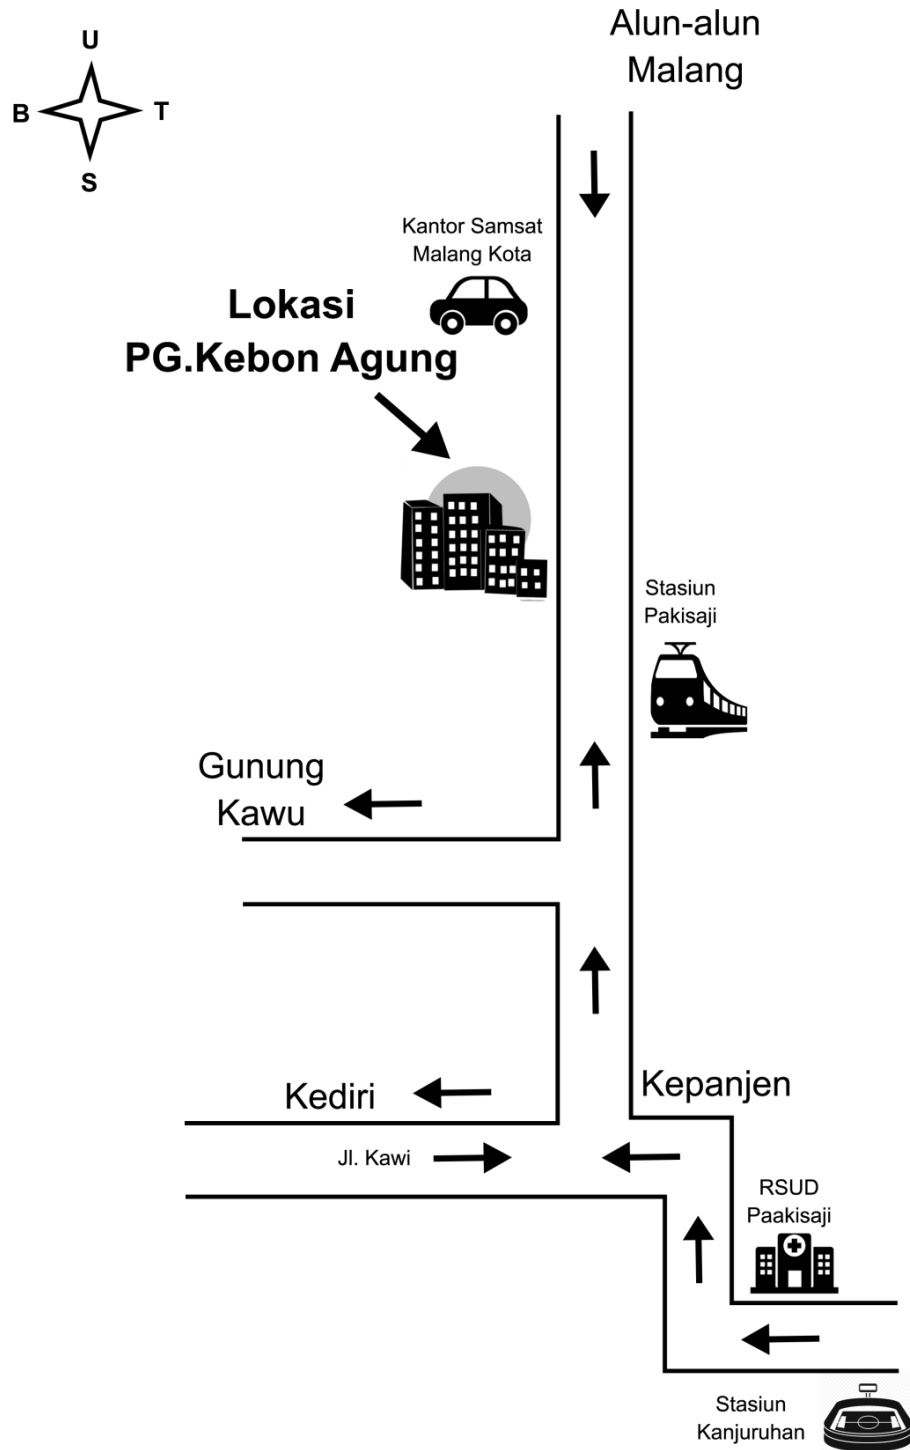 Alun-alun
Malang
U
B
T
S
Kantor Samsat
Malang Kota
Lokasi
PG.Kebon Agung
Stasiun
Pakisaji
Gunung
Kawu
Kediri
Kepanjen
Jl. Kawi
RSUD
Paakisaji
Stasiun
Kanjuruhan